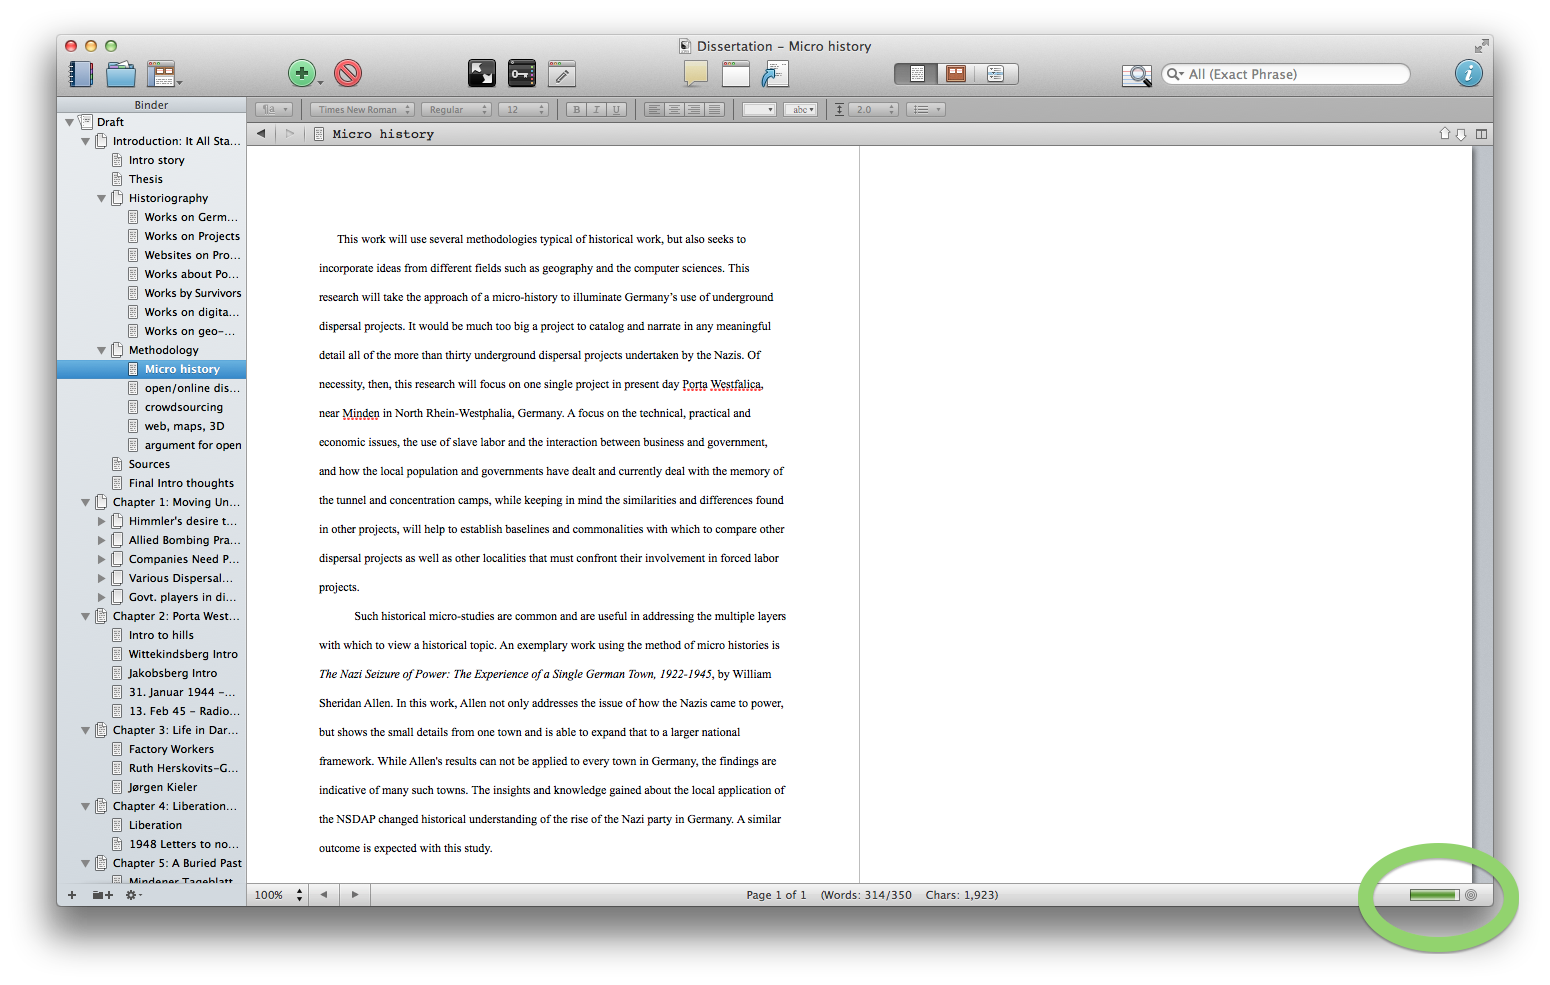 Dissertation - Micro history
All (Exact Phrase)
Binder
Times New Roman
Regular
12
B I U
abc
2.0
Micro history
Draft
Introduction: It All Sta...
Intro story
Thesis
Historiography
Works on Germ...
Works on Projects
Websites on Pro...
Works about Po...
Works by Survivors
Works on digita...
Works on geo-...
Methodology
Micro history
open/online dis...
crowdsourcing
web, maps, 3D
argument for open
Sources
Final Intro thoughts
Chapter 1: Moving Un...
Himmler's desire t...
Allied Bombing Pra...
Companies Need P...
Various Dispersal...
Govt. players in di...
Chapter 2: Porta West...
Intro to hills
Wittekindsberg Intro
Jakobsberg Intro
31. Januar 1944 -...
13. Feb 45 - Radio...
Chapter 3: Life in Dar...
Factory Workers
Ruth Herskovits-G...
Jørgen Kieler
Chapter 4: Liberation...
Liberation
1948 Letters to no...
Chapter 5: A Buried Past
Mindener Tageblatt
This work will use several methodologies typical of historical work, but also seeks to
incorporate ideas from different fields such as geography and the computer sciences. This
research will take the approach of a micro-history to illuminate Germany's use of underground
dispersal projects. It would be much too big a project to catalog and narrate in any meaningful
detail all of the more than thirty underground dispersal projects undertaken by the Nazis. Of
necessity, then, this research will focus on one single project in present day Porta Westfalica,
near Minden in North Rhein-Westphalia, Germany. A focus on the technical, practical and
economic issues, the use of slave labor and the interaction between business and government,
and how the local population and governments have dealt and currently deal with the memory of
the tunnel and concentration camps, while keeping in mind the similarities and differences found
in other projects, will help to establish baselines and commonalities with which to compare other
dispersal projects as well as other localities that must confront their involvement in forced labor
projects.
Such historical micro-studies are common and are useful in addressing the multiple layers
with which to view a historical topic. An exemplary work using the method of micro histories is
The Nazi Seizure of Power: The Experience of a Single German Town, 1922-1945, by William
Sheridan Allen. In this work, Allen not only addresses the issue of how the Nazis came to power,
but shows the small details from one town and is able to expand that to a larger national
framework. While Allen's results can not be applied to every town in Germany, the findings are
indicative of many such towns. The insights and knowledge gained about the local application of
the NSDAP changed historical understanding of the rise of the Nazi party in Germany. A similar
outcome is expected with this study.
100%
Page 1 of 1 (Words: 314/350 Chars: 1,923)